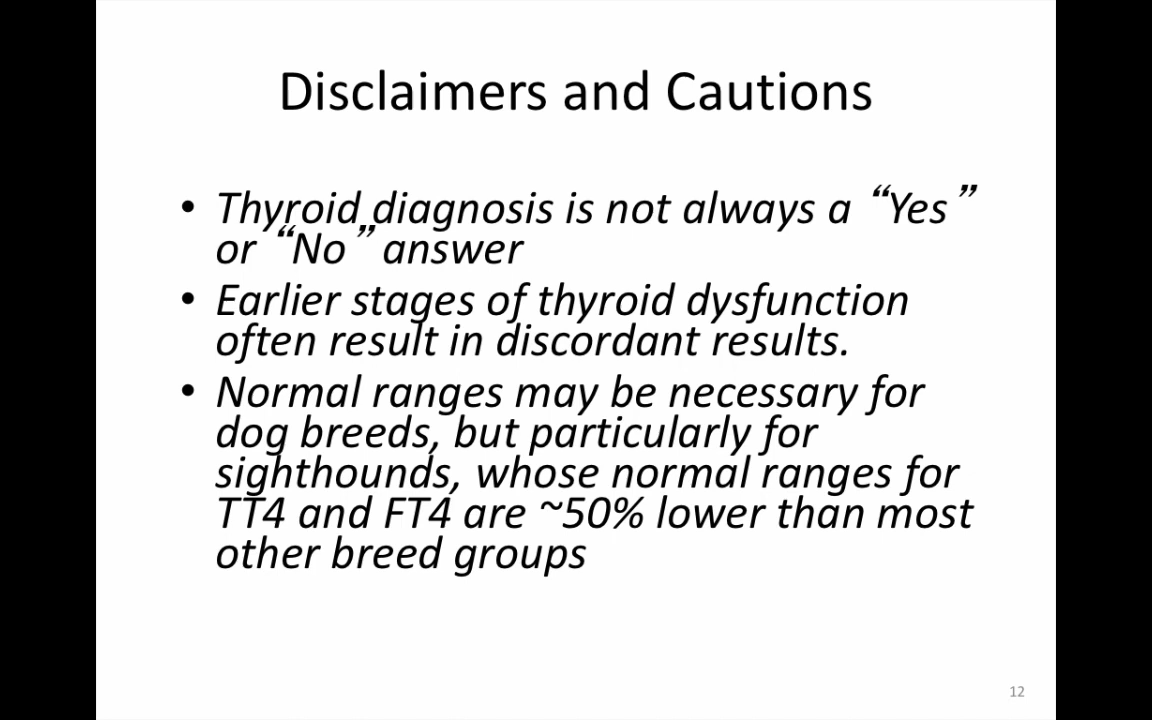 Disclaimers and Cautions
• Thyroid diagnosis is not always a “Yes”
or “No” answer
• Earlier stages of thyroid dysfunction
often result in discordant results.
• Normal ranges may be necessary for
dog breeds, but particularly for
sighthounds, whose normal ranges for
TT4 and FT4 are ~50% lower than most
other breed groups
12